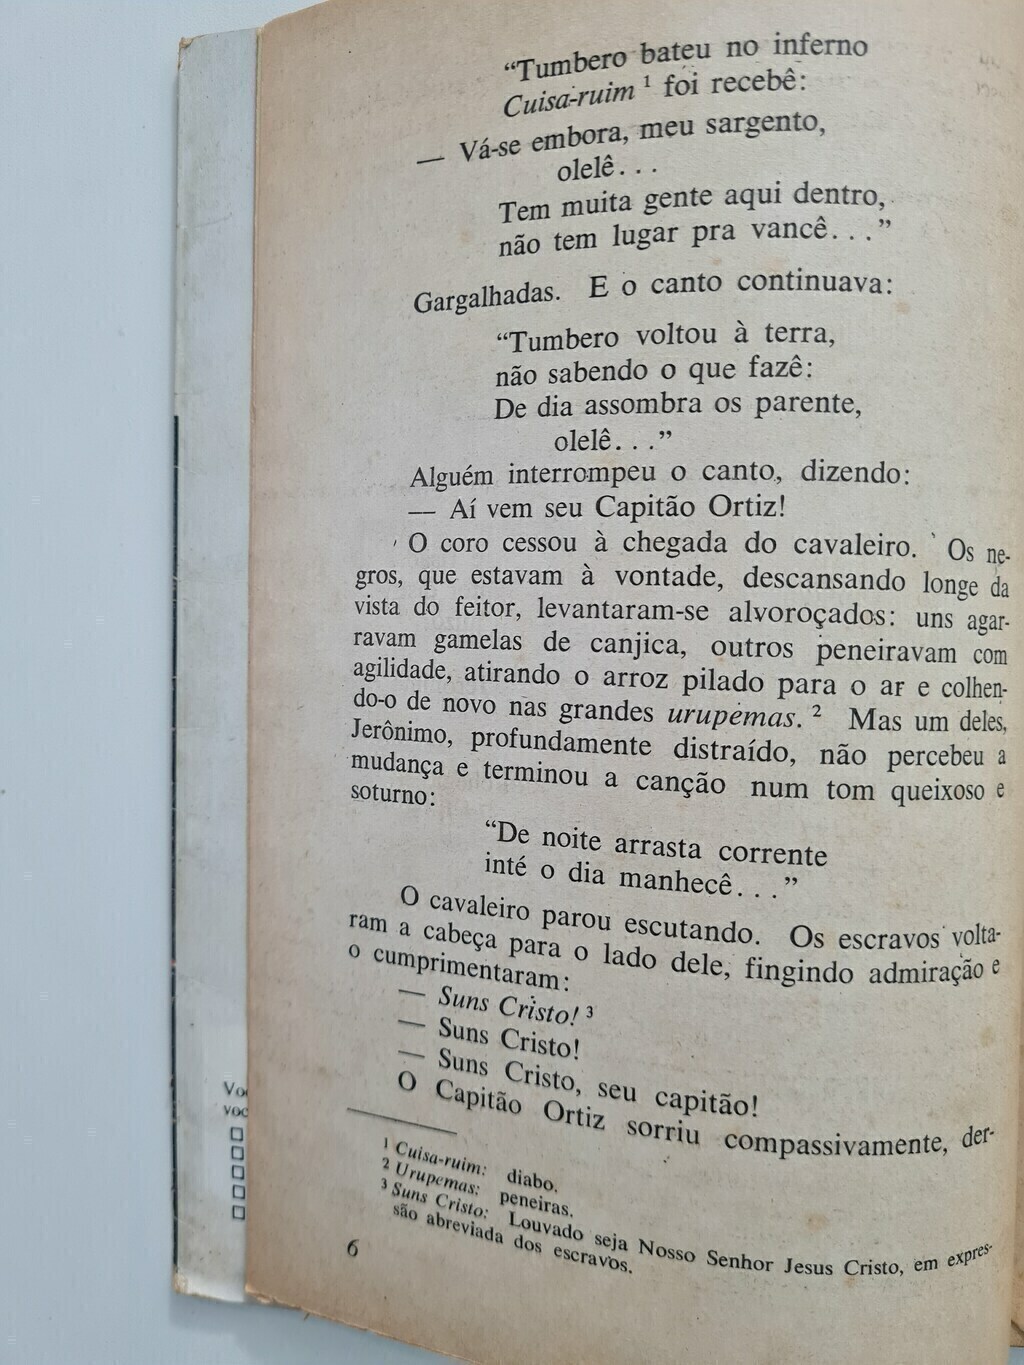 “Tumbero bateu no inferno
Cuisa-ruim ¹ foi recebê:
— Vá-se embora, meu sargento,
olelê. . .
Tem muita gente aqui dentro,
não tem lugar pra vancê. . .”
Gargalhadas. E o canto continuava:
“Tumbero voltou à terra,
não sabendo o que fazê:
De dia assombra os parente,
olelê. . .”
Alguém interrompeu o canto, dizendo:
— Aí vem seu Capitão Ortiz!
O coro cessou à chegada do cavaleiro. Os ne-
gros, que estavam à vontade, descansando longe da
vista do feitor, levantaram-se alvoroçados: uns agar-
ravam gamelas de canjica, outros peneiravam com
agilidade, atirando o arroz pilado para o ar e colhen-
do-o de novo nas grandes urupemas. ² Mas um deles,
Jerônimo, profundamente distraído, não percebeu a
mudança e terminou a canção num tom queixoso e
soturno:
“De noite arrasta corrente
inté o dia manhecê. . .”
O cavaleiro parou escutando. Os escravos volta-
ram a cabeça para o lado dele, fingindo admiração e
o cumprimentaram:
— Suns Cristo! ³
— Suns Cristo!
— Suns Cristo, seu capitão!
O Capitão Ortiz sorriu compassivamente, der-
¹ Cuisa-ruim: diabo.
² Urupemas: peneiras.
³ Suns Cristo: Louvado seja Nosso Senhor Jesus Cristo, em expres-
são abreviada dos escravos.
6